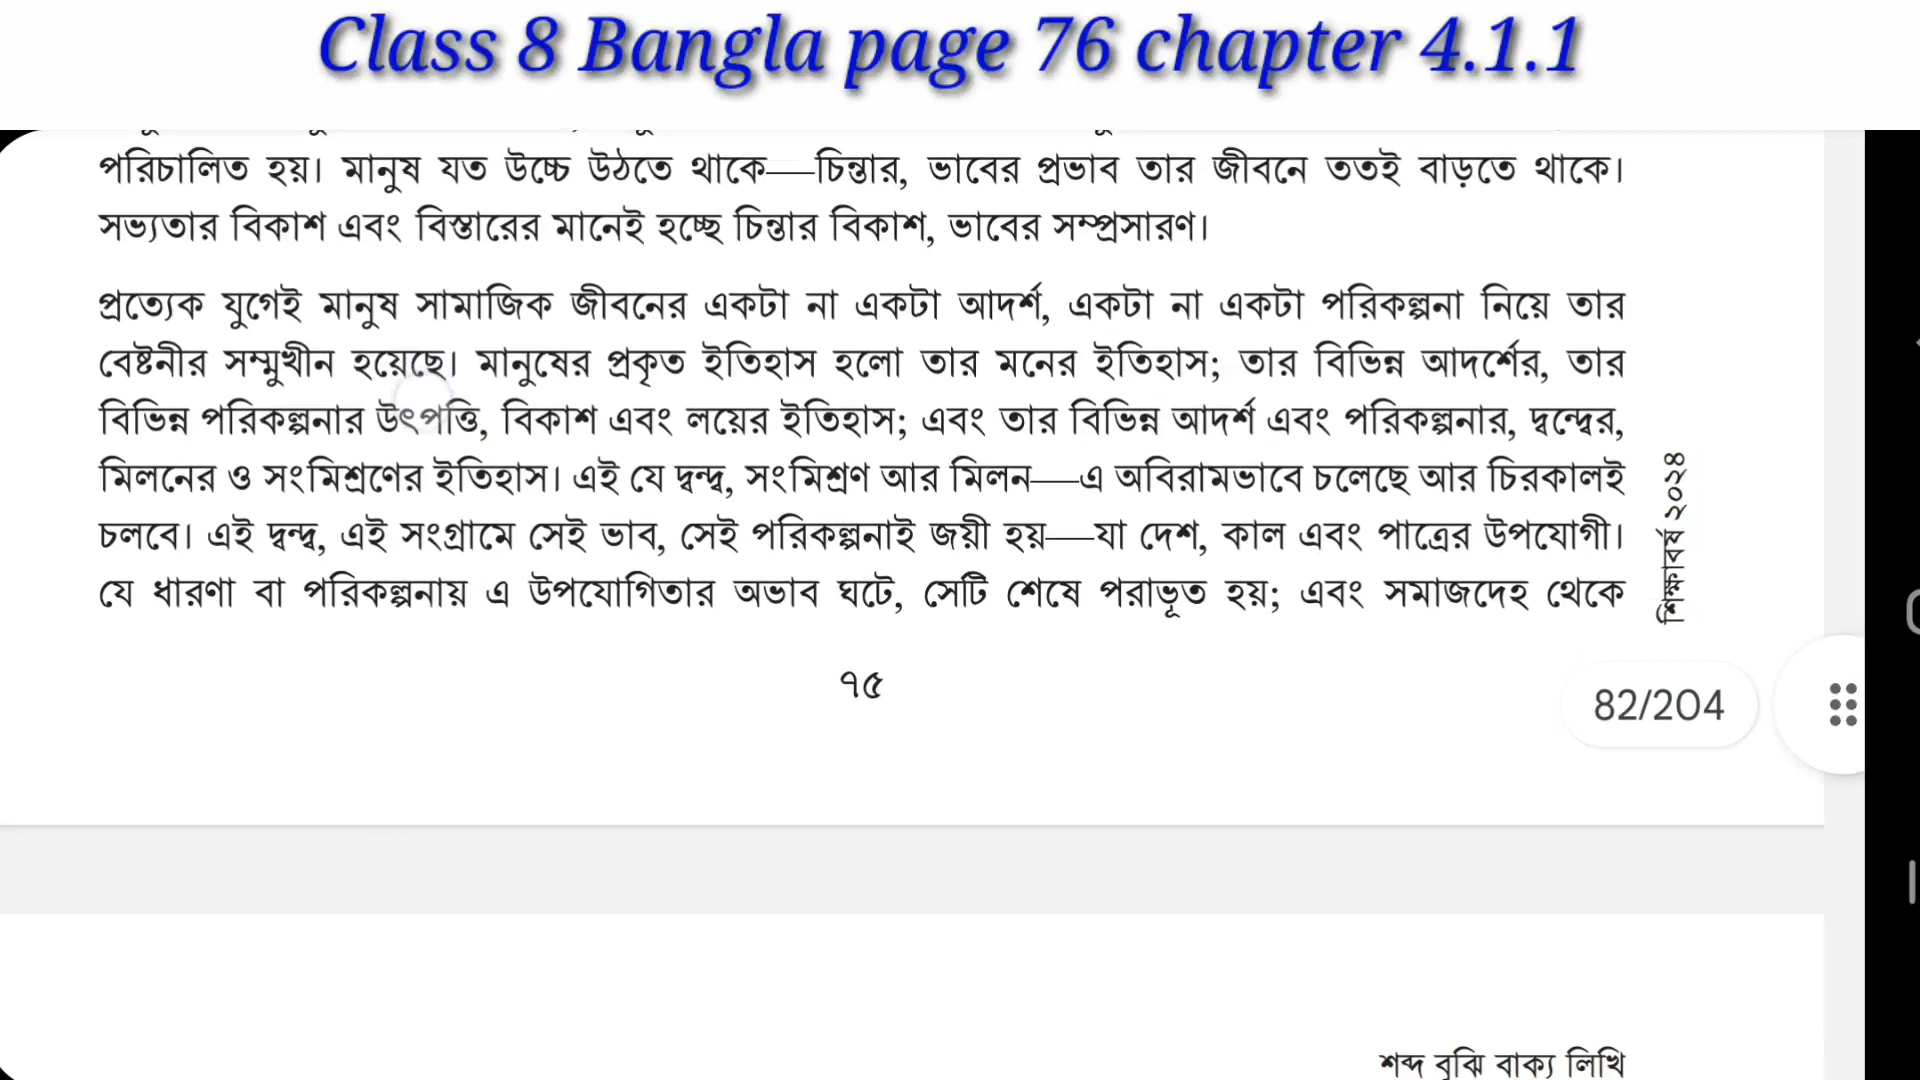 Class 8 Bangla page 76 chapter 4.1.1
পরিচালিত হয়। মানুষ যত উচ্চে উঠতে থাকে—চিন্তার, ভাবের প্রভাব তার জীবনে ততই বাড়তে থাকে।
সভ্যতার বিকাশ এবং বিস্তারের মানেই হচ্ছে চিন্তার বিকাশ, ভাবের সম্প্রসারণ।
প্রত্যেক যুগেই মানুষ সামাজিক জীবনের একটা না একটা আদর্শ, একটা না একটা পরিকল্পনা নিয়ে তার
বেষ্টনীর সম্মুখীন হয়েছে। মানুষের প্রকৃত ইতিহাস হলো তার মনের ইতিহাস; তার বিভিন্ন আদর্শের, তার
বিভিন্ন পরিকল্পনার উৎপত্তি, বিকাশ এবং লয়ের ইতিহাস; এবং তার বিভিন্ন আদর্শ এবং পরিকল্পনার, দ্বন্দ্বের,
মিলনের ও সংমিশ্রণের ইতিহাস। এই যে দ্বন্দ্ব, সংমিশ্রণ আর মিলন—এ অবিরামভাবে চলেছে আর চিরকালই
চলবে। এই দ্বন্দ্ব, এই সংগ্রামে সেই ভাব, সেই পরিকল্পনাই জয়ী হয়—যা দেশ, কাল এবং পাত্রের উপযোগী।
যে ধারণা বা পরিকল্পনায় এ উপযোগিতার অভাব ঘটে, সেটি শেষে পরাভূত হয়; এবং সমাজদেহ থেকে
শিক্ষাবর্ষ ২০২৪
৭৫
82/204
শব্দ বুঝি বাক্য লিখি